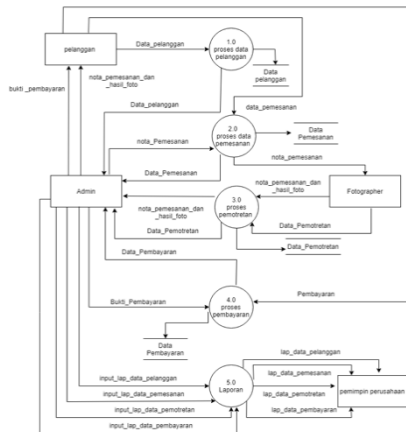 pelanggan
Data_pelanggan
1.0
proses data
pelanggan
Data
pelanggan
bukti _pembayaran
nota_pemesanan_dan
_hasil_foto
Data_pelanggan
data_pemesanan
nota_Pemesanan
2.0
proses data
pemesanan
Data
Pemesanan
Data_Pemesanan
nota_pemesanan
Admin
nota_pemesanan_dan
_hasil_foto
3.0
proses
pemotretan
nota_pemesanan_dan
_hasil_foto
Fotographer
Data_Pemotretan
Data_Pemotretan
Data_Pemotretan
Data_Pembayaran
Bukti_Pembayaran
4.0
proses
pembayaran
Pembayaran
Data
Pembayaran
lap_data_pelanggan
input_lap_data_pelanggan
5.0
Laporan
lap_data_pemesanan
input_lap_data_pemesanan
lap_data_pemotretan
pemimpin perusahaan
input_lap_data_pemotretan
lap_data_pembayaran
input_lap_data_pembayaran